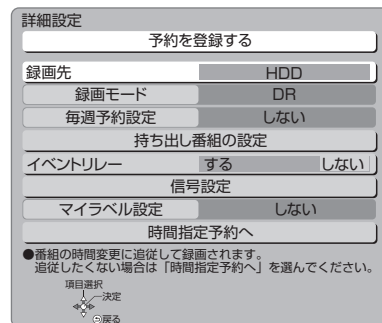 詳細設定
予約を登録する
録画先 HDD
録画モード DR
毎週予約設定 しない
持ち出し番組の設定
イベントリレー する しない
信号設定
マイラベル設定 しない
時間指定予約へ
●番組の時間変更に追従して録画されます。
追従したくない場合は「時間指定予約へ」を選んでください。
項目選択
決定
戻る